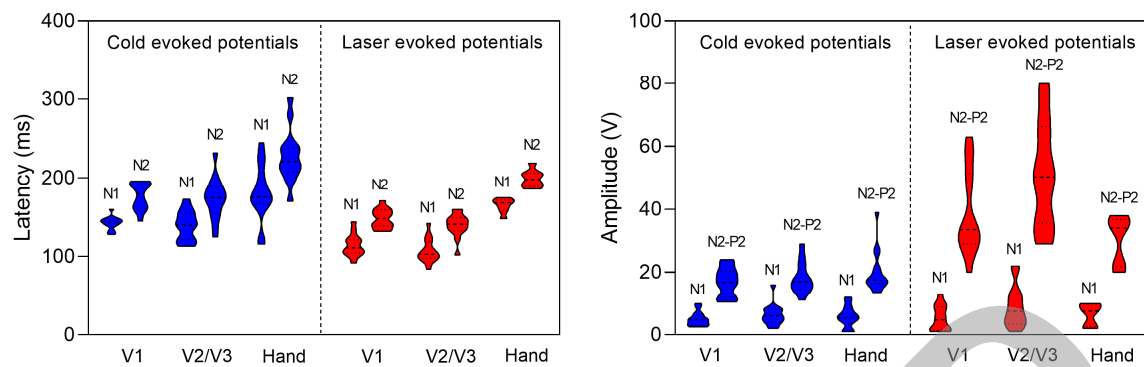 400
300
200
100
0
Latency (ms)
Cold evoked potentials
Laser evoked potentials
N1
N2
N1
N2
N1
N2
N1
N2
N1
N2
N1
N2
V1
V2/V3
Hand
V1
V2/V3
Hand
100
80
60
40
20
0
Amplitude (V)
Cold evoked potentials
Laser evoked potentials
N1
N2-P2
N1
N2-P2
N1
N2-P2
N1
N2-P2
N1
N2-P2
N1
N2-P2
V1
V2/V3
Hand
V1
V2/V3
Hand